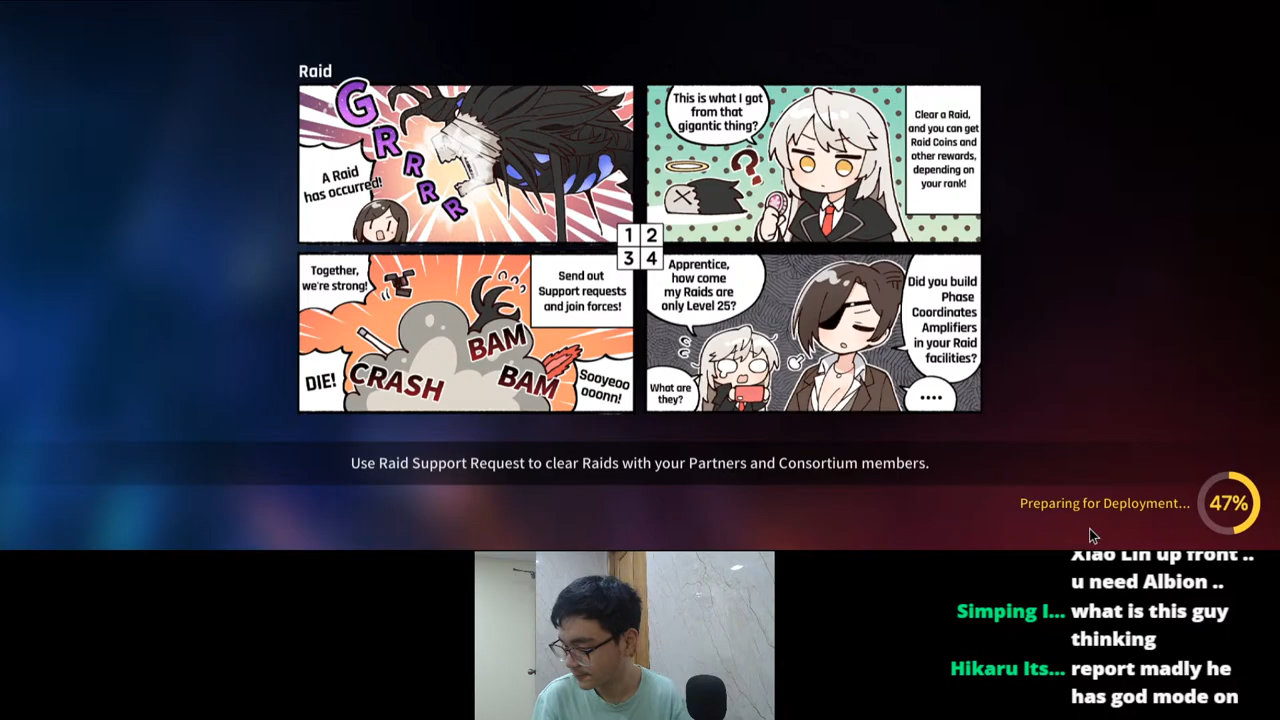 Raid
GRRRR
A Raid
has occurred!
This is what I got
from that
gigantic thing?
?
Clear a Raid,
and you can get
Raid Coins and
other rewards,
depending on
your rank!
1 2
3 4
Together,
we're strong!
Send out
Support requests
and join forces!
BAM
CRASH
BAM
DIE!
Sooyeoo
ooonn!
Apprentice,
how come
my Raids are
only Level 25?
Did you build
Phase
Coordinates
Amplifiers
in your Raid
facilities?
What are
they?
....
Use Raid Support Request to clear Raids with your Partners and Consortium members.
Preparing for Deployment... 47%
Xiao Lin up front ..
u need Albion ..
Simping I... what is this guy
thinking
Hikaru Its... report madly he
has god mode on